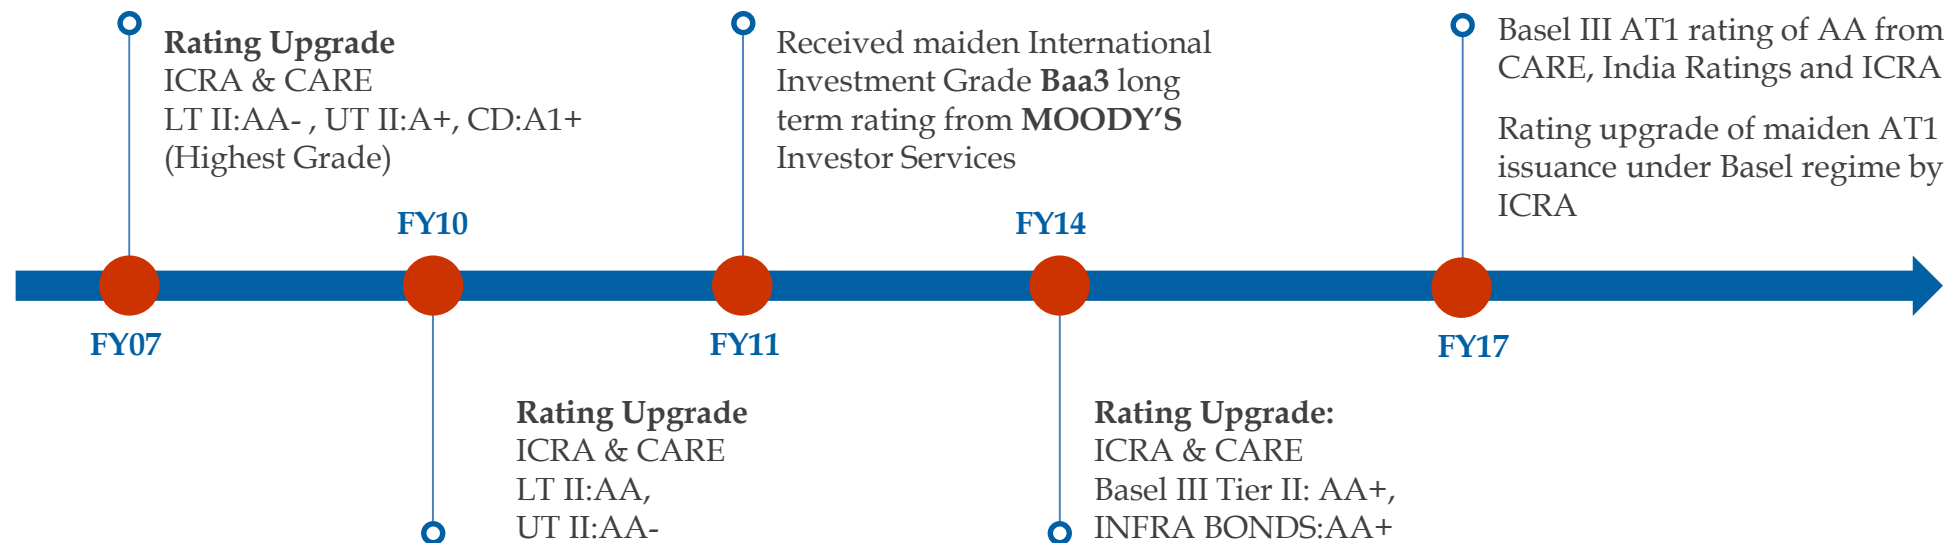 Rating Upgrade
ICRA & CARE
LT II:AA- , UT II:A+, CD:A1+
(Highest Grade)
FY07
FY10
Rating Upgrade
ICRA & CARE
LT II:AA,
UT II:AA-
Received maiden International
Investment Grade Baa3 long
term rating from MOODY’S
Investor Services
FY11
FY14
Rating Upgrade:
ICRA & CARE
Basel III Tier II: AA+,
INFRA BONDS:AA+
Basel III AT1 rating of AA from
CARE, India Ratings and ICRA
Rating upgrade of maiden AT1
issuance under Basel regime by
ICRA
FY17